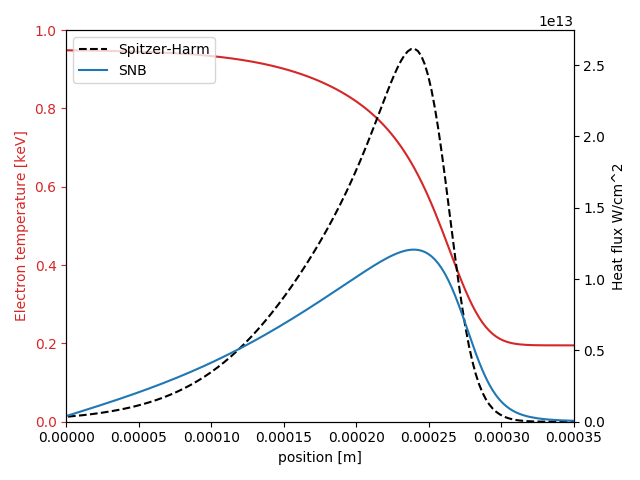 1e13
Spitzer-Harm
SNB
Electron temperature [keV]
1.0
0.8
0.6
0.4
0.2
0.0
2.5
2.0
1.5
1.0
0.5
0.0
Heat flux W/cm^2
0.00000 0.00005 0.00010 0.00015 0.00020 0.00025 0.00030 0.00035
position [m]